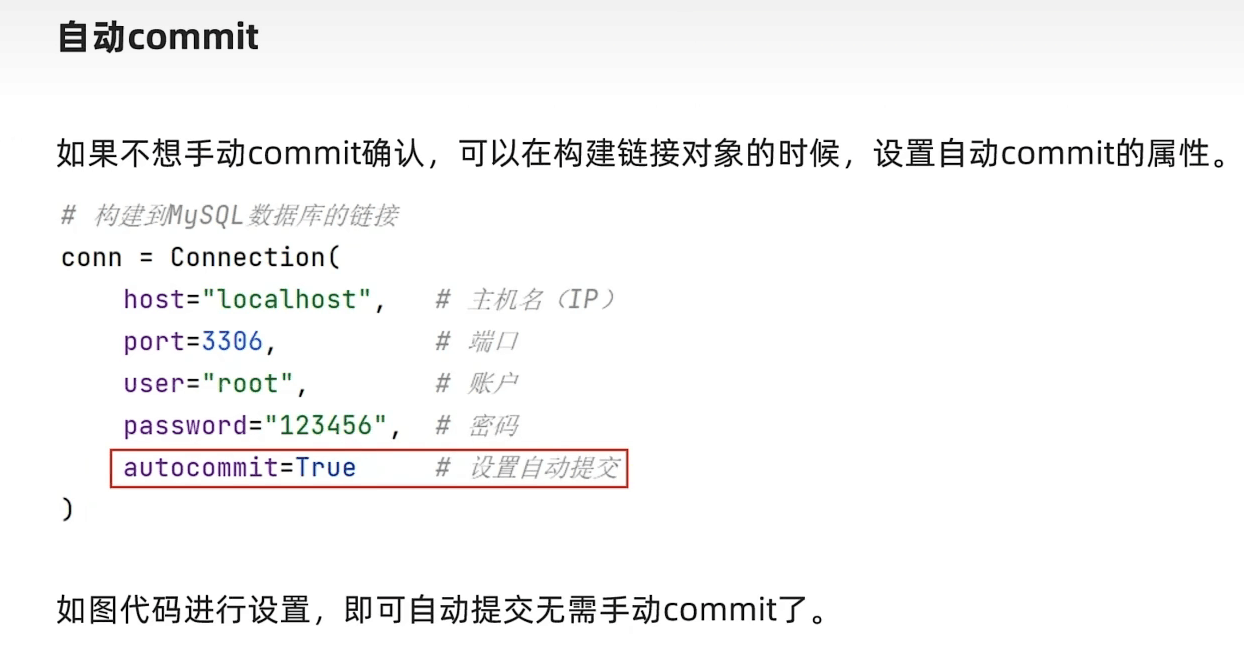 自动commit
如果不想手动commit确认，可以在构建链接对象的时候，设置自动commit的属性。
# 构建到MySQL数据库的链接
conn = Connection(
    host="localhost",   # 主机名（IP）
    port=3306,          # 端口
    user="root",        # 账户
    password="123456",  # 密码
    autocommit=True     # 设置自动提交
)
如图代码进行设置，即可自动提交无需手动commit了。